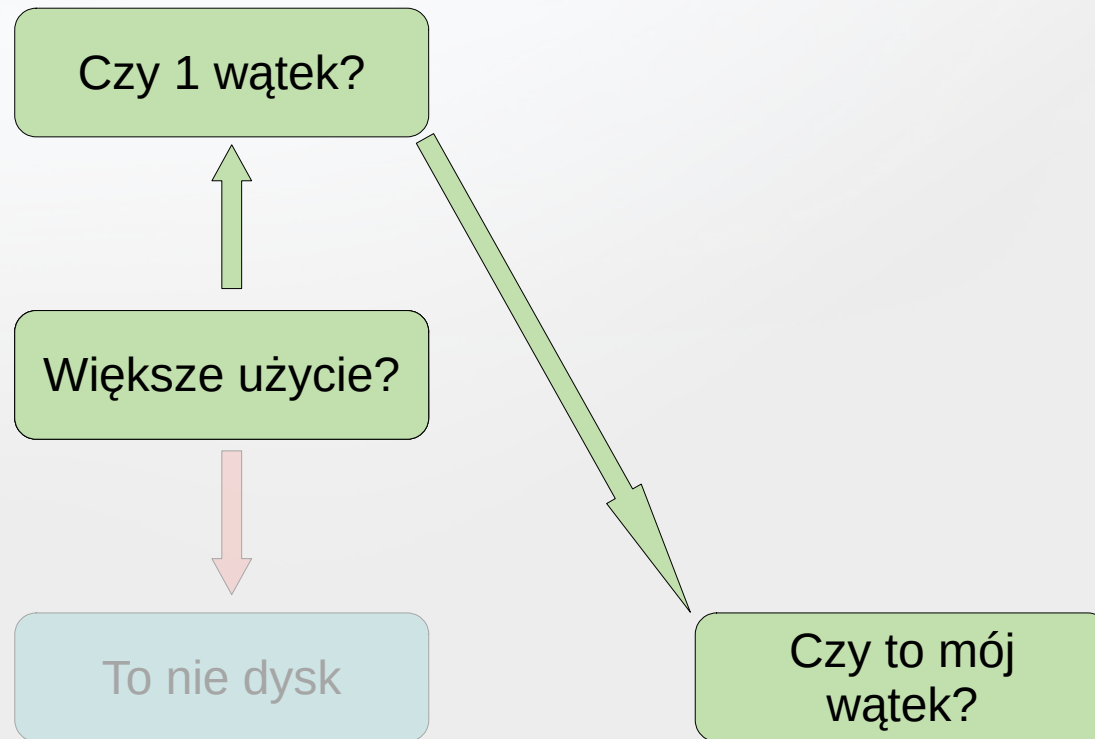 Czy 1 wątek?
Większe użycie?
To nie dysk
Czy to mój
wątek?